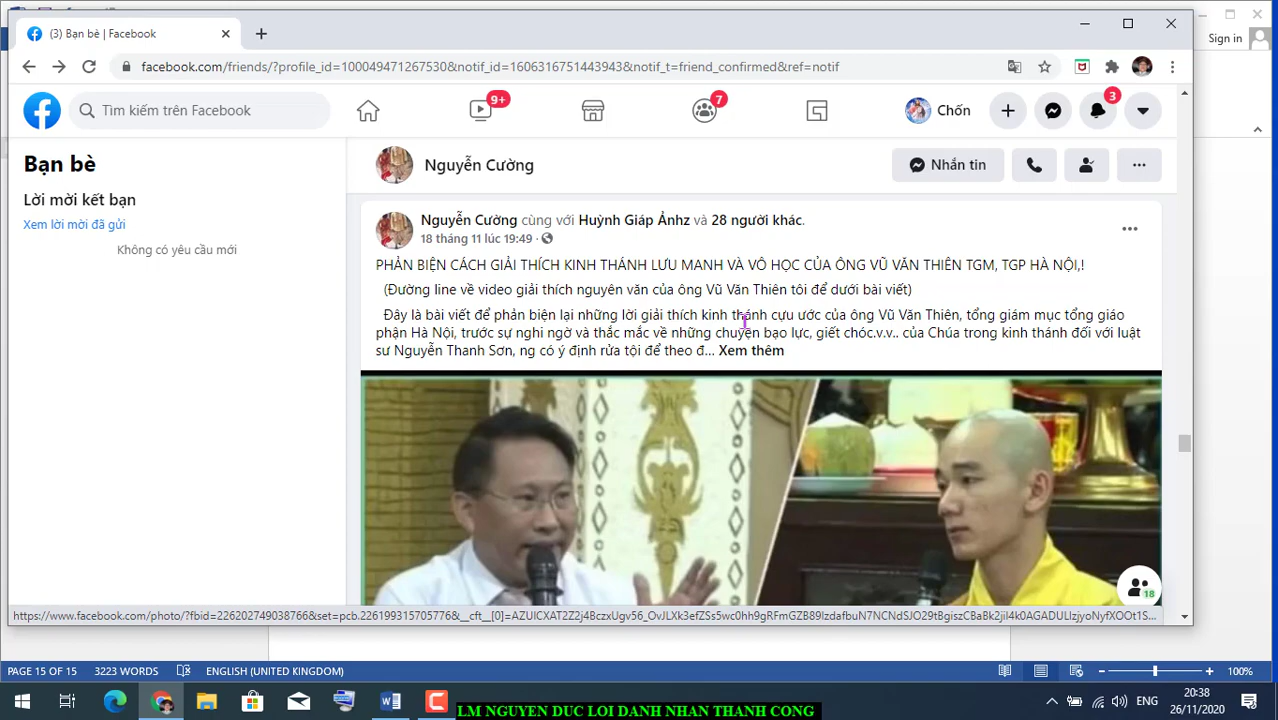 Sign in
(3) Bạn bè | Facebook
facebook.com/friends/?profile_id=100049471267530&notif_id=1606316751443943&notif_t=friend_confirmed&ref=notif
Tìm kiếm trên Facebook
9+
7
Chốn
3
Bạn bè
Lời mời kết bạn
Xem lời mời đã gửi
Không có yêu cầu mới
Nguyễn Cường
Nhắn tin
Nguyễn Cường cùng với Huỳnh Giáp Ảnhz và 28 người khác.
18 tháng 11 lúc 19:49
PHẢN BIỆN CÁCH GIẢI THÍCH KINH THÁNH LƯU MANH VÀ VÔ HỌC CỦA ÔNG VŨ VĂN THIÊN TGM, TGP HÀ NỘI,!
(Đường line về video giải thích nguyên văn của ông Vũ Văn Thiên tôi để dưới bài viết)
Đây là bài viết để phản biện lại những lời giải thích kinh thánh cựu ước của ông Vũ Văn Thiên, tổng giám mục tổng giáo
phận Hà Nội, trước sự nghi ngờ và thắc mắc về những chuyện bạo lực, giết chóc.v.v.. của Chúa trong kinh thánh đối với luật
sư Nguyễn Thanh Sơn, ng có ý định rửa tội để theo đ... Xem thêm
18
PAGE 15 OF 15
3223 WORDS
ENGLISH (UNITED KINGDOM)
100%
ENG
20:38
26/11/2020
LM NGUYEN DUC LOI DANH NHAN THANH CONG